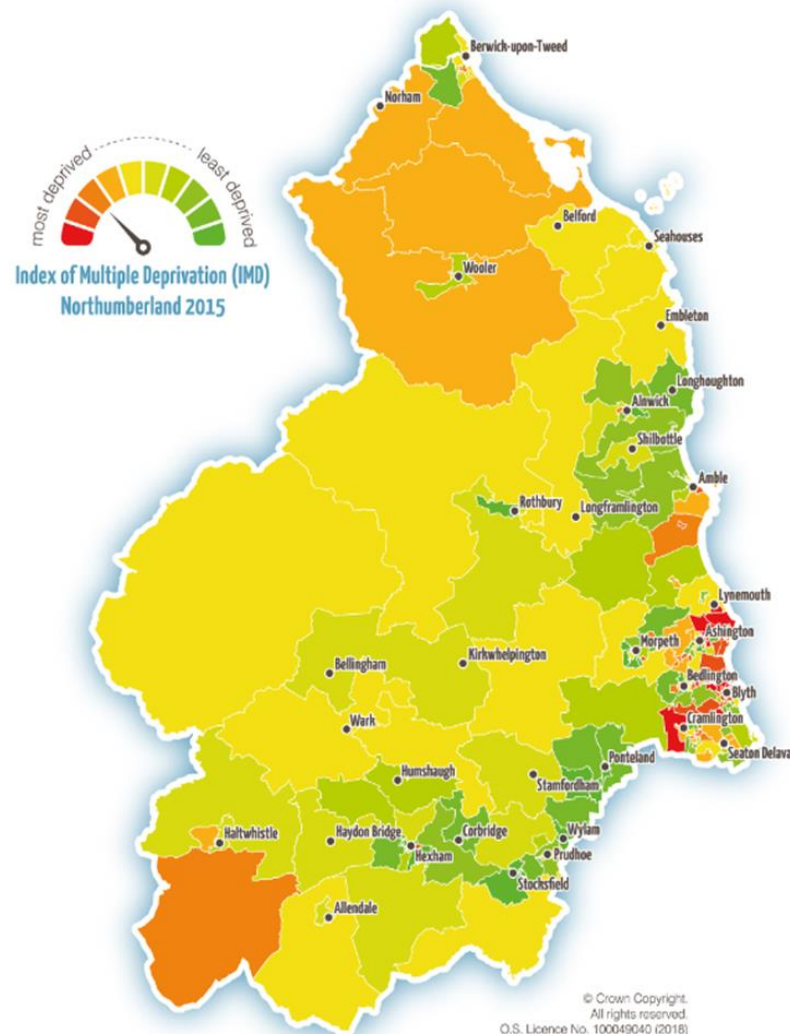 Berwick-upon-Tweed
Norham
most deprived
least deprived
Belford
Seahouses
Index of Multiple Deprivation (IMD)
Northumberland 2015
Wooler
Embleton
Longhoughton
Alnwick
Shilbottle
Amble
Rothbury
Longframlington
Lynemouth
Ashington
Morpeth
Kirkwhelpington
Bellingham
Bedlington
Blyth
Wark
Cramlington
Seaton Delava
Ponteland
Humshaugh
Stamfordham
Haltwhistle
Haydon Bridge
Corbridge
Wylam
Hexham
Prudhoe
Stocksfield
Allendale
© Crown Copyright.
All rights reserved.
O.S. Licence No. 100049040 (2018)